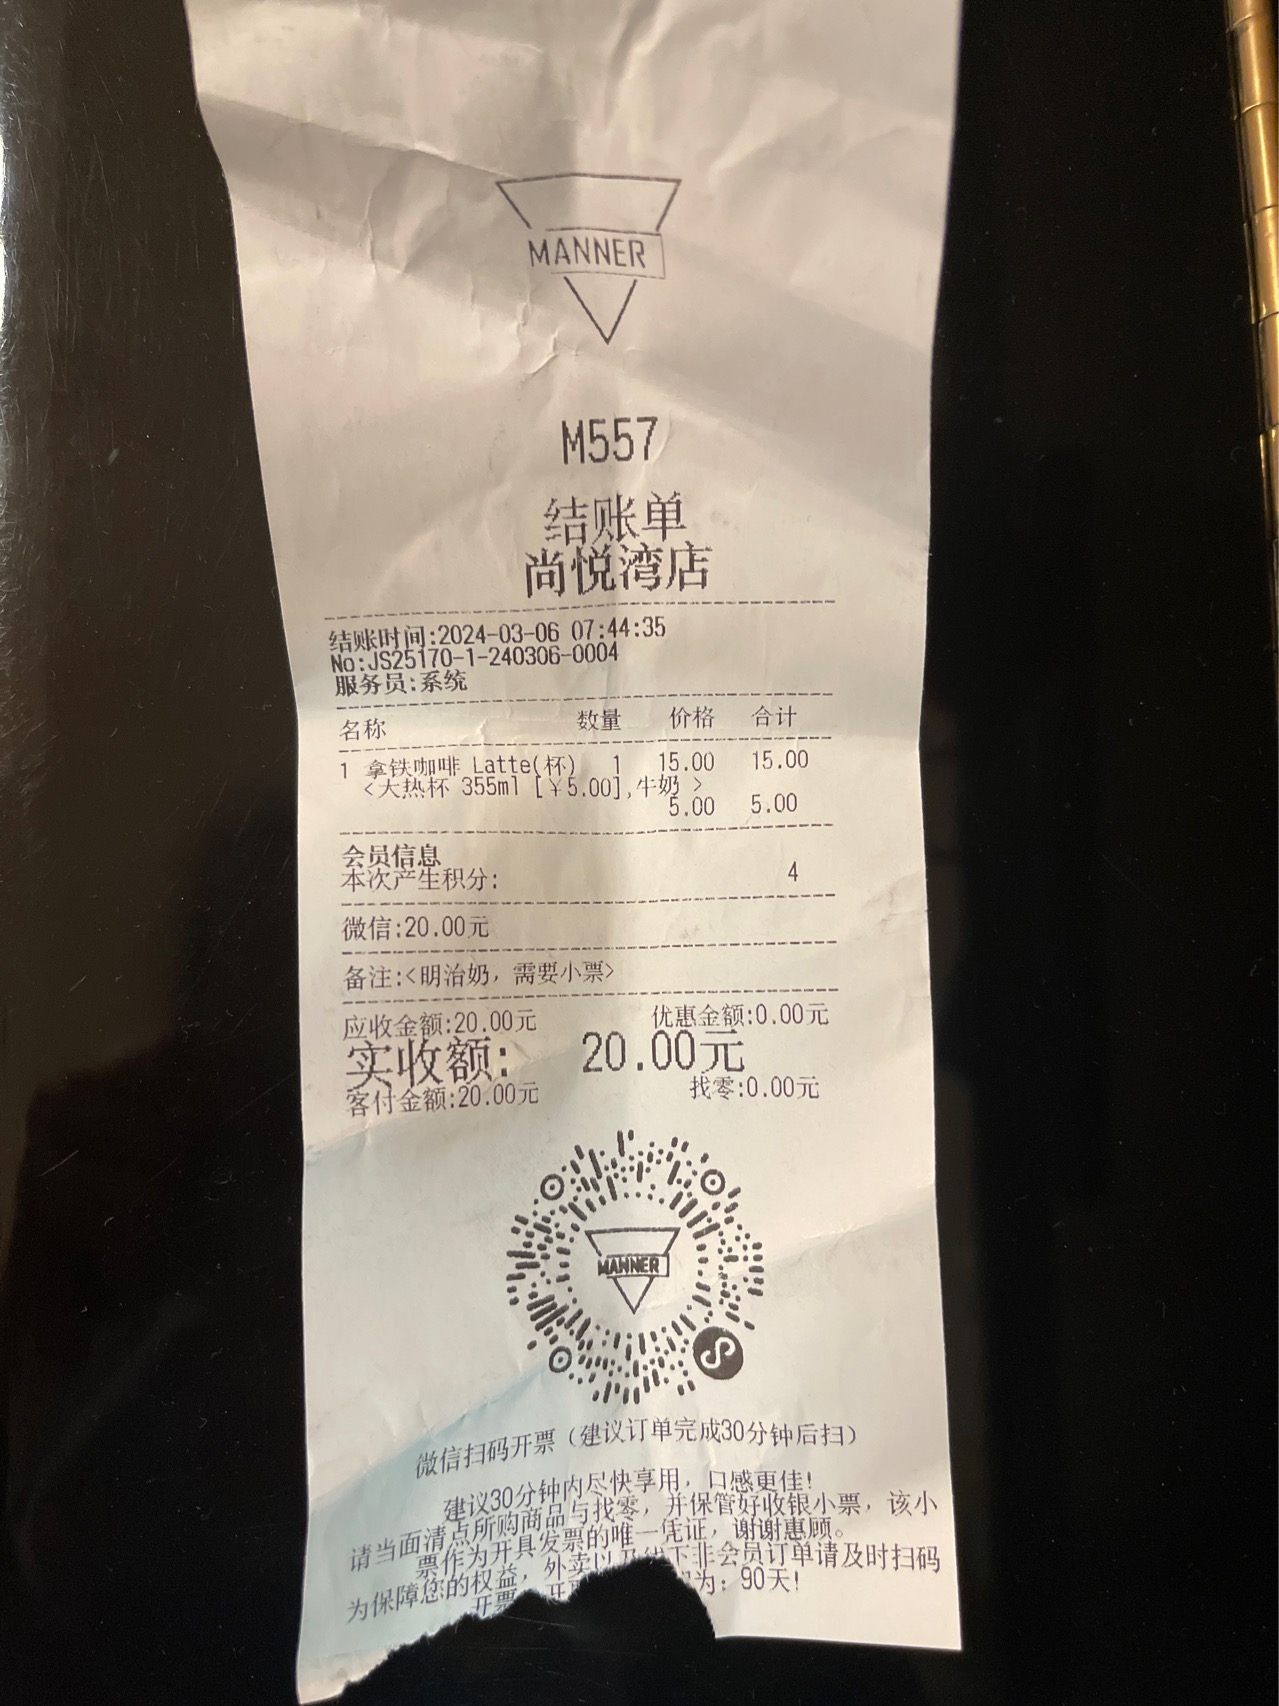 MANNER
M557
结账单
尚悦湾店
结账时间:2024-03-06 07:44:35
No:JS25170-1-240306-0004
服务员:系统
名称 数量 价格 合计
1 拿铁咖啡 Latte(杯) 1 15.00 15.00
<大热杯 355ml [¥5.00],牛奶 >
5.00 5.00
会员信息
本次产生积分: 4
微信:20.00元
备注:<明治奶, 需要小票>
应收金额:20.00元 优惠金额:0.00元
实收额: 20.00元
客付金额:20.00元 找零:0.00元
MANNER
微信扫码开票（建议订单完成30分钟后扫）
建议30分钟内尽快享用, 口感更佳!
请当面清点所购商品与找零, 并保管好收银小票, 该小
票作为开具发票的唯一凭证, 谢谢惠顾。
为保障您的权益, 外卖以及线下非会员订单请及时扫码
开票 为: 90天!